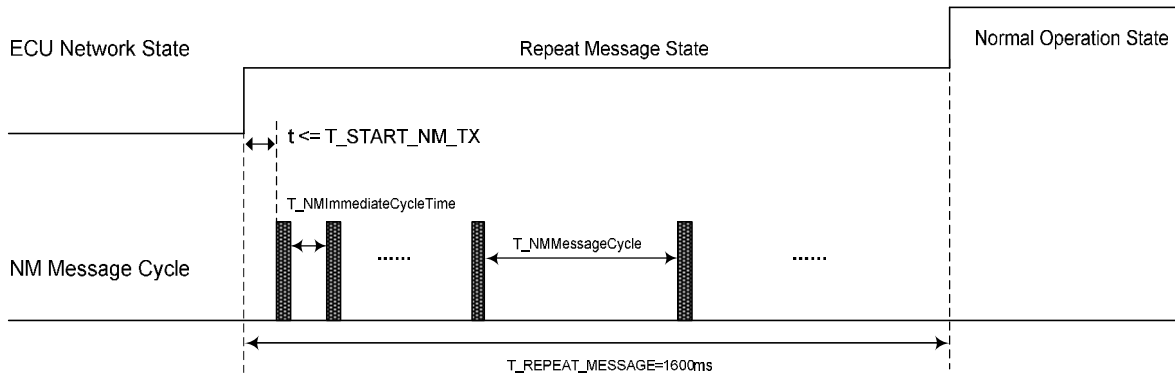 ECU Network State
Repeat Message State
Normal Operation State
t <= T_START_NM_TX
T_NMImmediateCycleTime
T_NMMessageCycle
NM Message Cycle
......
......
T_REPEAT_MESSAGE=1600ms